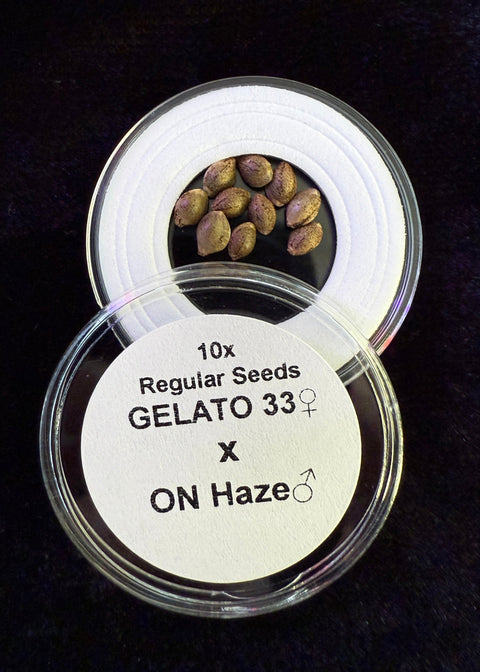 10x
Regular Seeds
GELATO 33♀
X
ON Haze♂